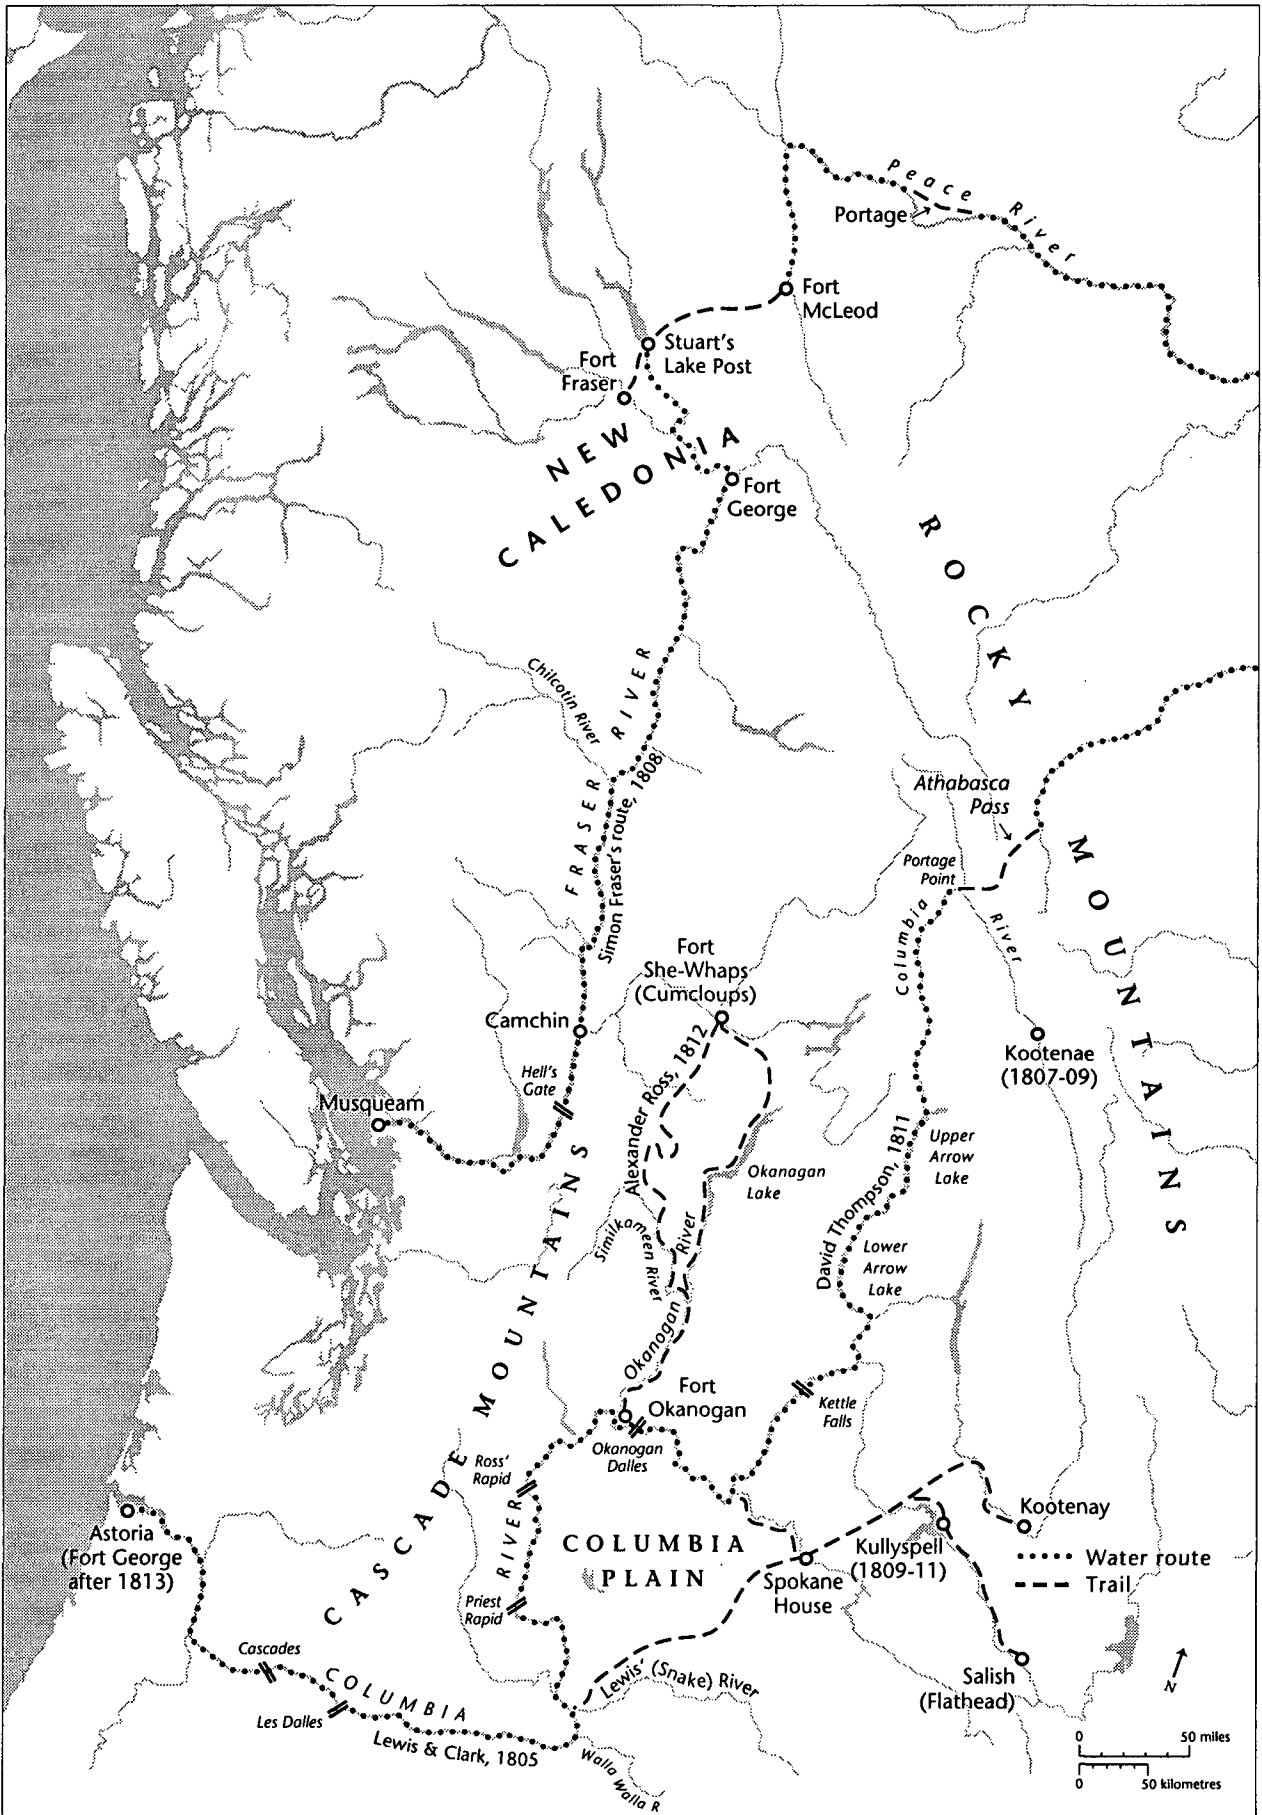 Peace River
Portage
Fort
McLeod
Stuart's
Lake Post
Fort
Fraser
NEW
CALEDONIA
Fort
George
ROCKY MOUNTAINS
Chilcotin River
FRASER RIVER
Simon Fraser's route, 1808
Athabasca
Pass
Portage
Point
Columbia River
Fort
She-Whaps
(Cumcloups)
Camchin
Kootenae
(1807-09)
Hell's
Gate
Musqueam
Alexander Ross, 1812
Okanagan
Lake
David Thompson, 1811
Upper
Arrow
Lake
Lower
Arrow
Lake
Similkameen River
Okanogan River
CASCADE MOUNTAINS
Fort
Okanogan
Kettle
Falls
Okanogan
Dalles
Ross'
Rapid
RIVER
Astoria
(Fort George
after 1813)
COLUMBIA
PLAIN
Kootenay
Kullyspell
(1809-11)
Spokane
House
Water route
Trail
Priest
Rapid
Cascades
COLUMBIA
Les Dalles
Lewis & Clark, 1805
Lewis' (Snake) River
Walla Walla R
Salish
(Flathead)
N
0 50 miles
0 50 kilometres